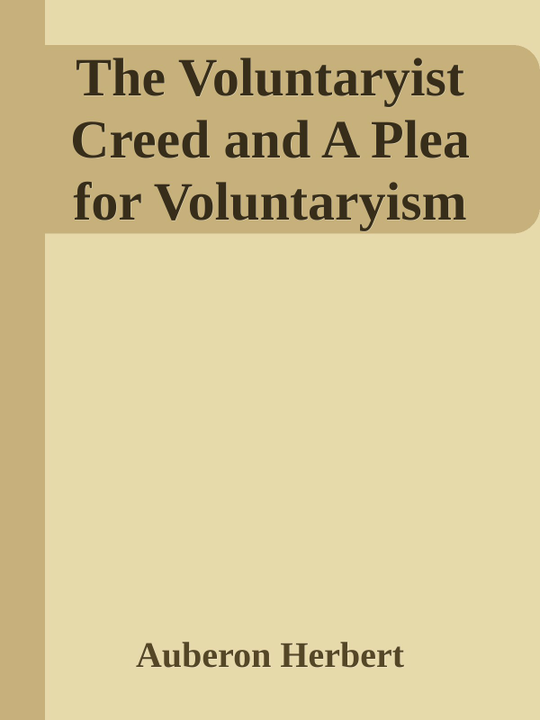 The Voluntaryist
Creed and A Plea
for Voluntaryism
Auberon Herbert